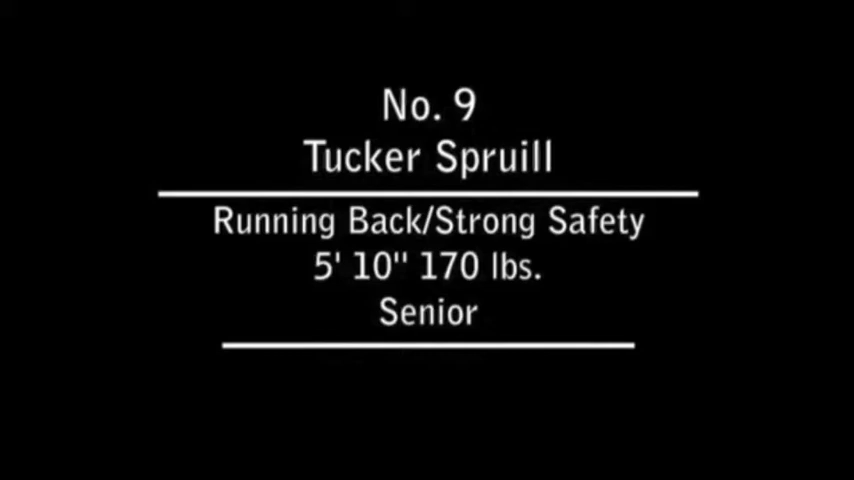 No. 9
Tucker Spruill
Running Back/Strong Safety
5' 10" 170 lbs.
Senior